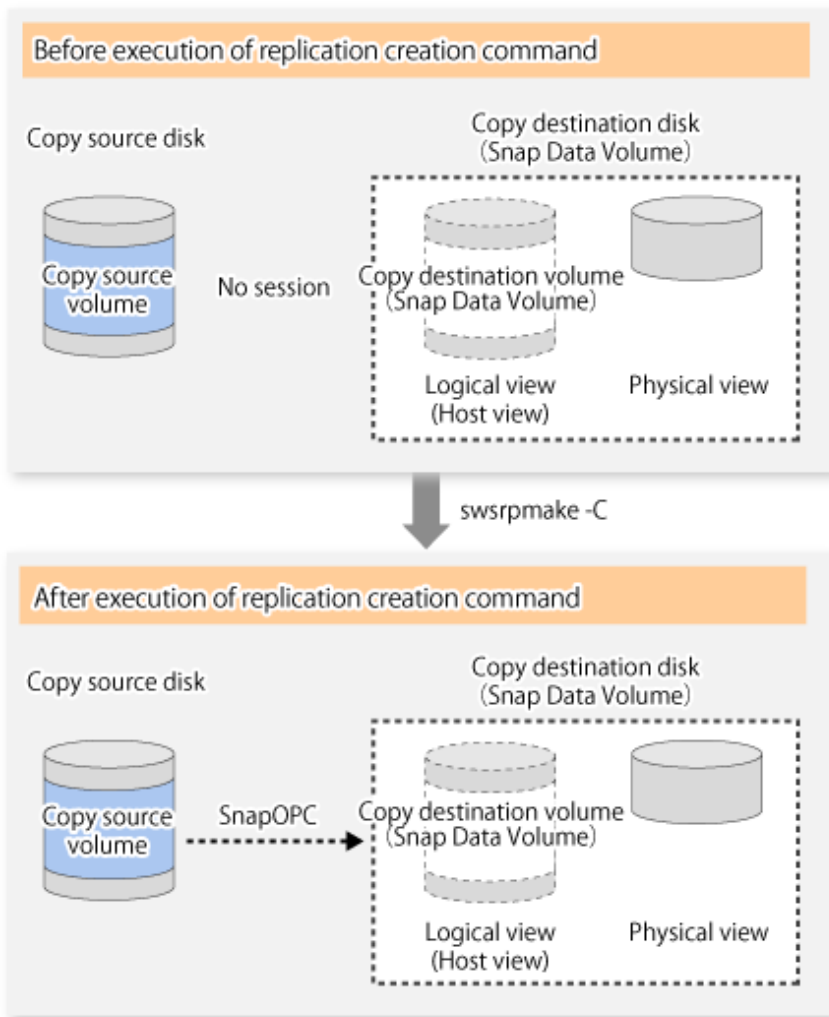 Before execution of replication creation command
Copy source disk
Copy destination disk
(Snap Data Volume)
Copy source
volume
No session
Copy destination volume
(Snap Data Volume)
Logical view
(Host view)
Physical view
swsrpmake -C
After execution of replication creation command
Copy source disk
Copy destination disk
(Snap Data Volume)
Copy source
volume
SnapOPC
Copy destination volume
(Snap Data Volume)
Logical view
(Host view)
Physical view